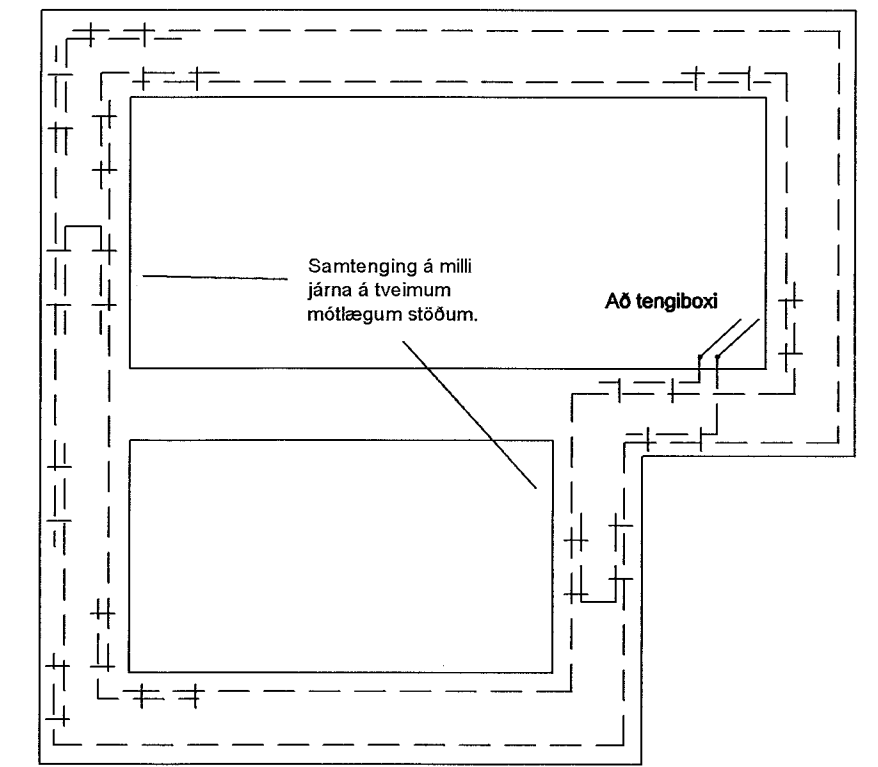 Samtenging á milli
járna á tveimum
mótlægum stöðum.
Að tengiboxi